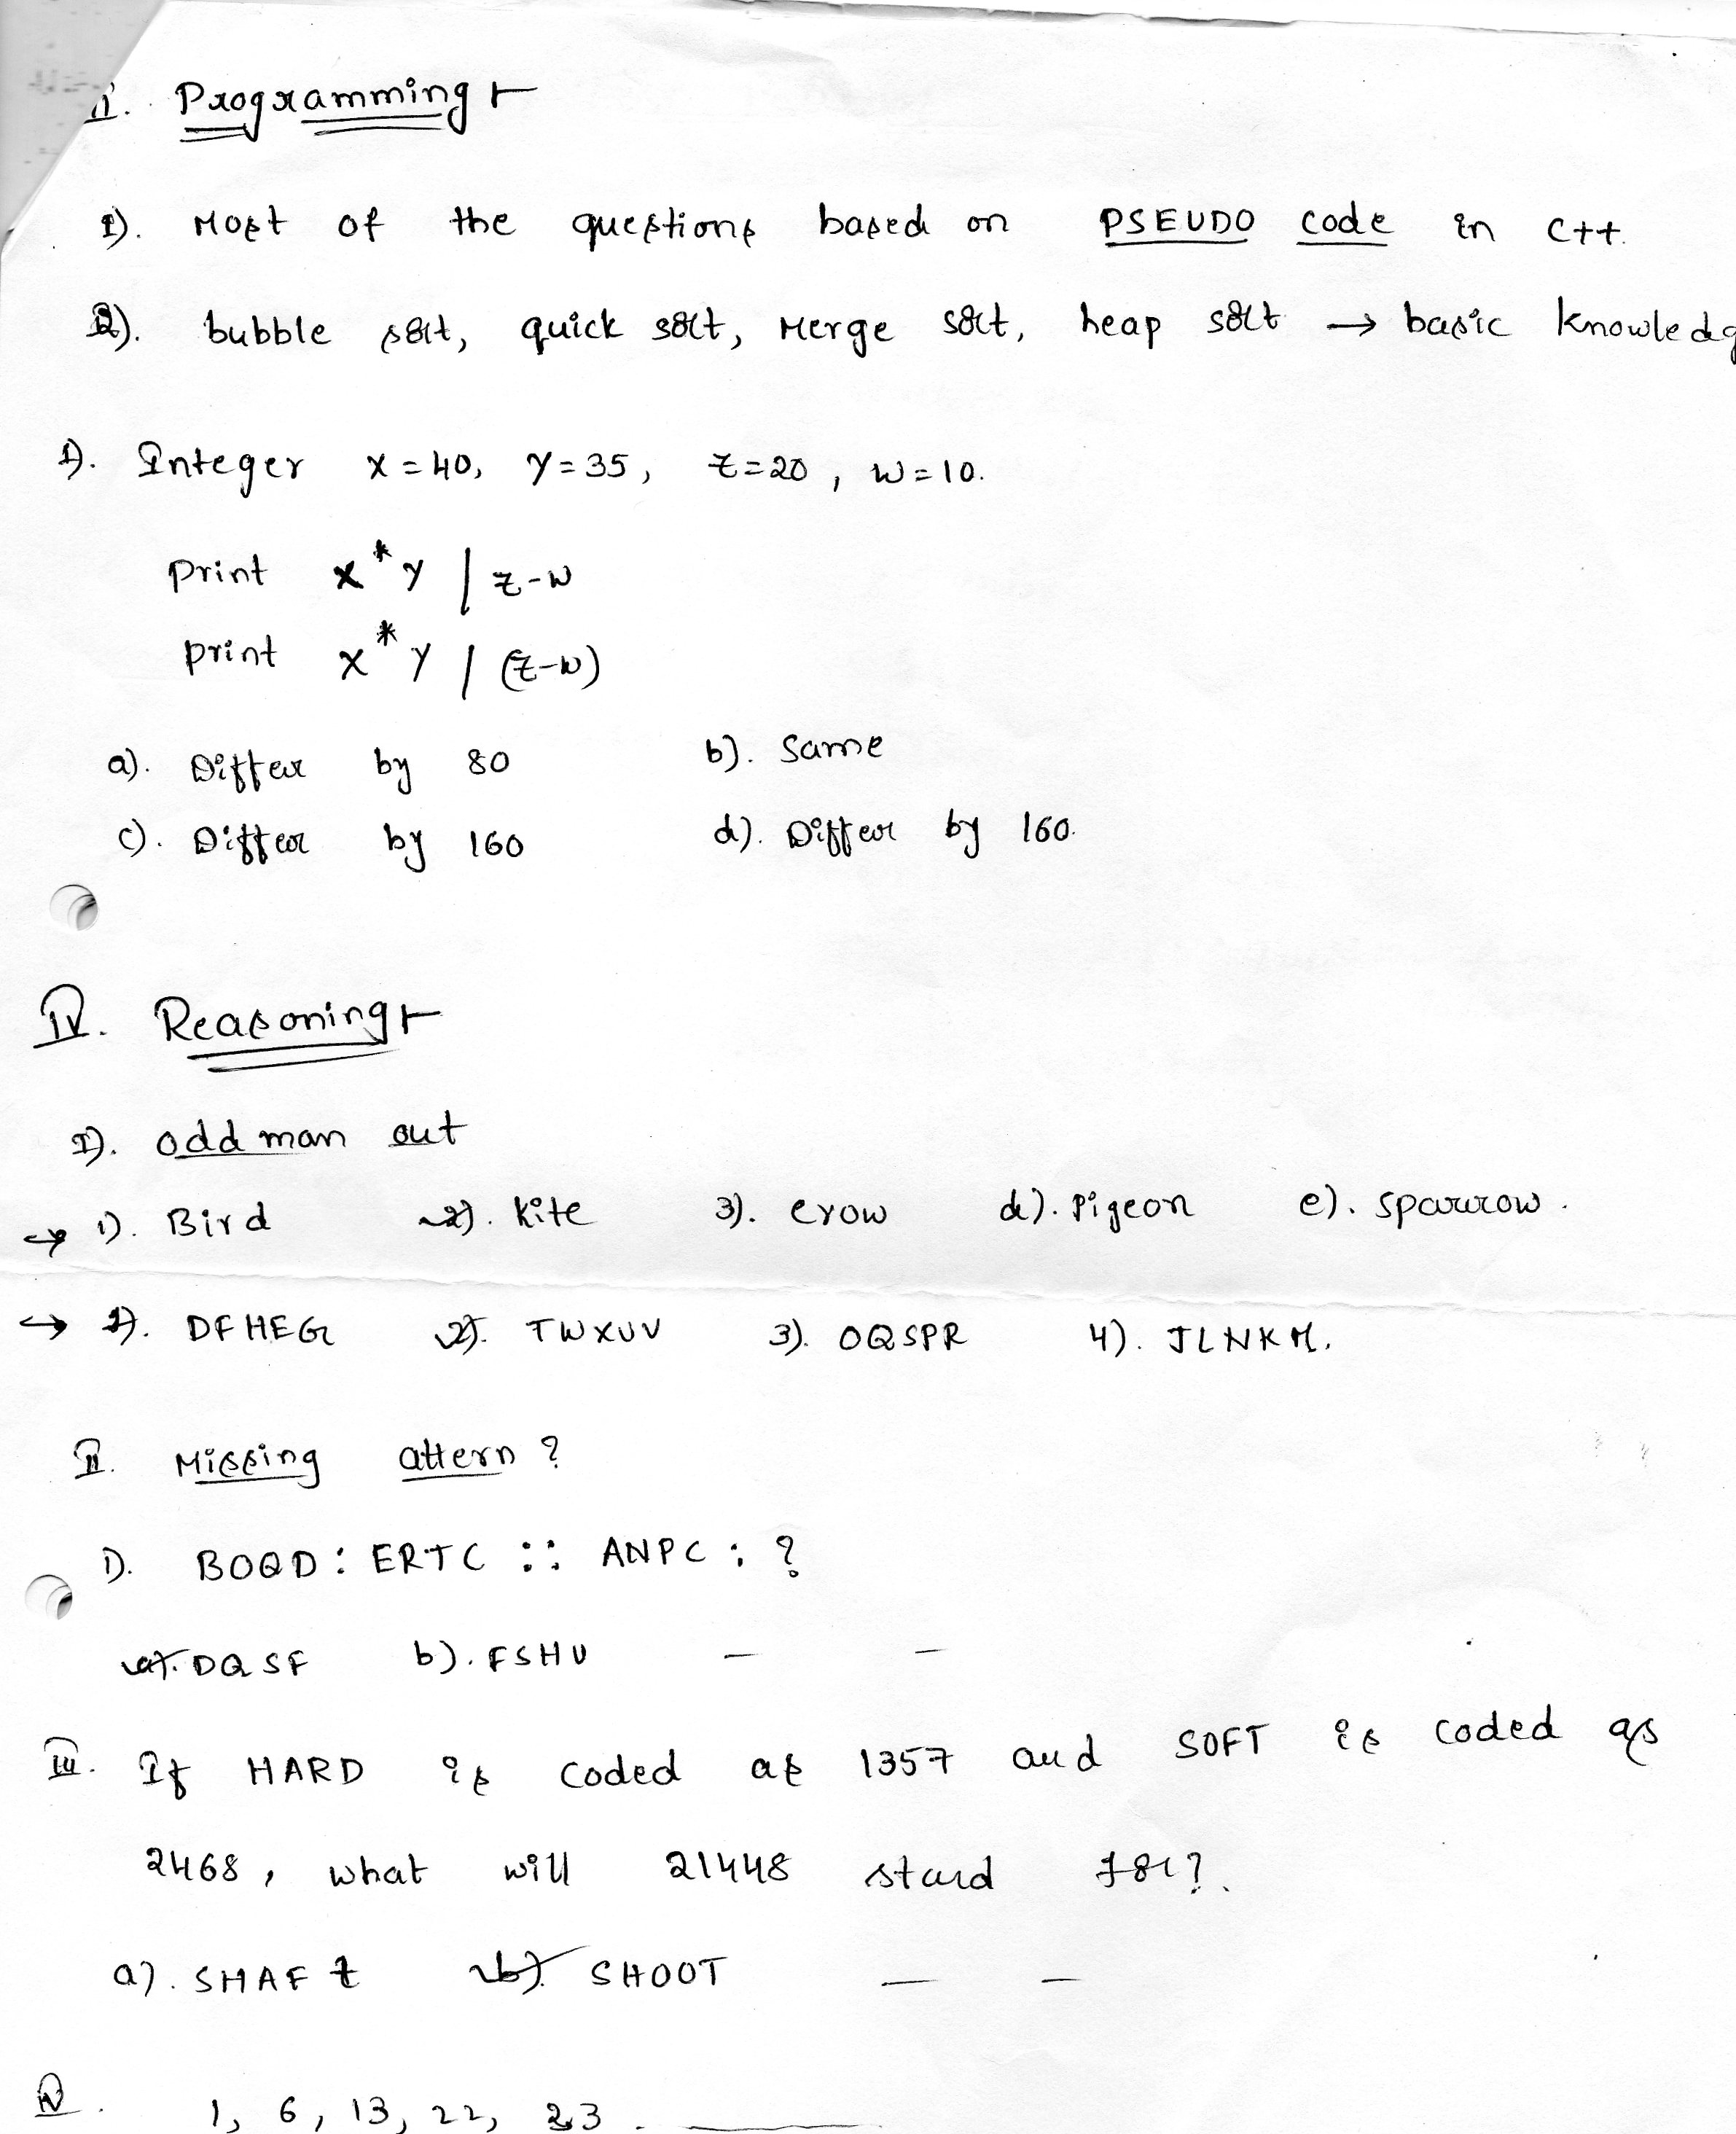 II. Programming :-
1). Most of the questions based on PSEUDO code in C++.
2). bubble sort, quick sort, Merge sort, heap sort → basic knowledg
1). Integer x = 40, y = 35, z = 20, w = 10.
print x * y / z - w
print x * y / (z-w)
a). Differ by 80 b). Same
c). Differ by 160 d). Differ by 160.
IV. Reasoning :-
I). odd man out
→ 1). Bird 2). kite 3). crow d). Pigeon e). sparrow.
→ 1). DFHEG 2). TWXUV 3). OQSPR 4). JLNKM.
II. Missing attern ?
1). BOQD : ERTC :: ANPC : ?
a). DQSF b). FSHU — —
III. If HARD is coded as 1357 and SOFT is coded as
2468, what will 21448 stand for?.
a). SHAFt b). SHOOT — —
IV. 1, 6, 13, 22, 23. ____